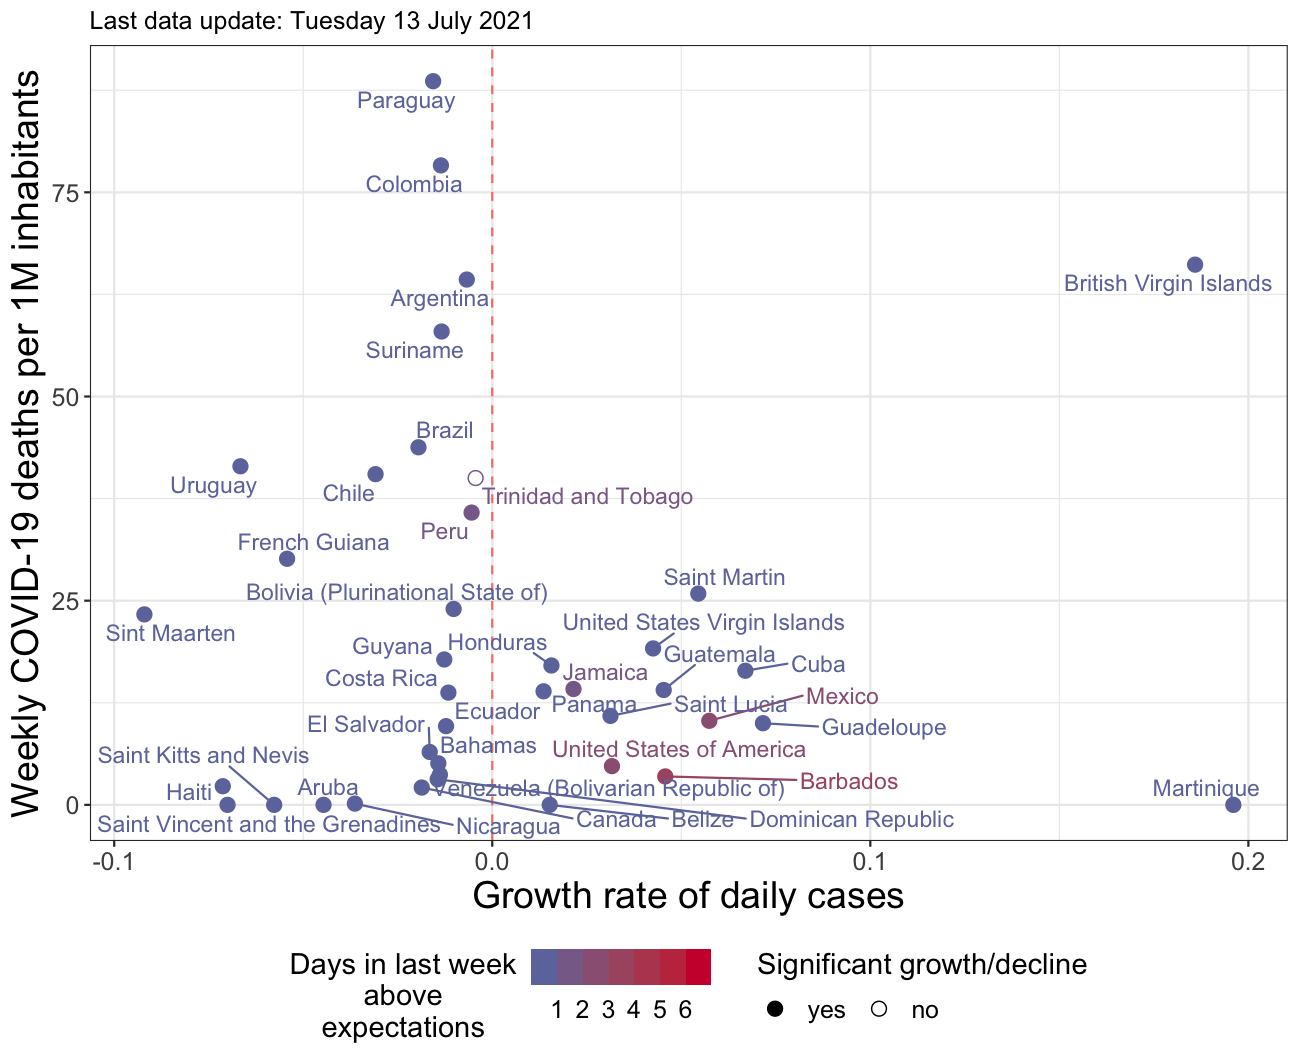 Last data update: Tuesday 13 July 2021
Weekly COVID-19 deaths per 1M inhabitants
75
50
25
0
Paraguay
Colombia
British Virgin Islands
Argentina
Suriname
Brazil
Uruguay
Chile
Trinidad and Tobago
Peru
French Guiana
Saint Martin
Bolivia (Plurinational State of)
United States Virgin Islands
Sint Maarten
Guyana
Honduras
Guatemala
Cuba
Costa Rica
Jamaica
Mexico
Panama
Saint Lucia
Ecuador
El Salvador
Guadeloupe
Bahamas
United States of America
Saint Kitts and Nevis
Barbados
Haiti
Aruba
Venezuela (Bolivarian Republic of)
Martinique
Saint Vincent and the Grenadines
Nicaragua
Canada
Belize
Dominican Republic
-0.1
0.0
0.1
0.2
Growth rate of daily cases
Days in last week
above
expectations
1 2 3 4 5 6
Significant growth/decline
yes
no